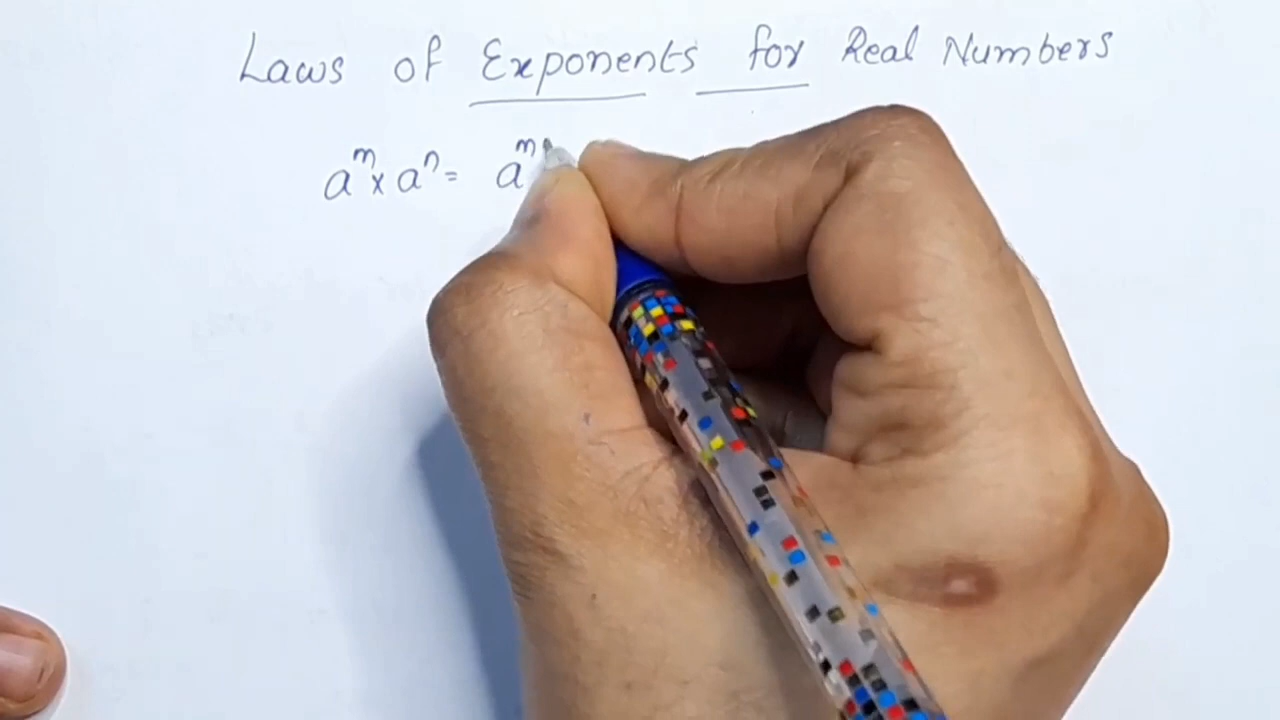 Laws of Exponents for Real Numbers
aᵐ x aⁿ = aᵐ